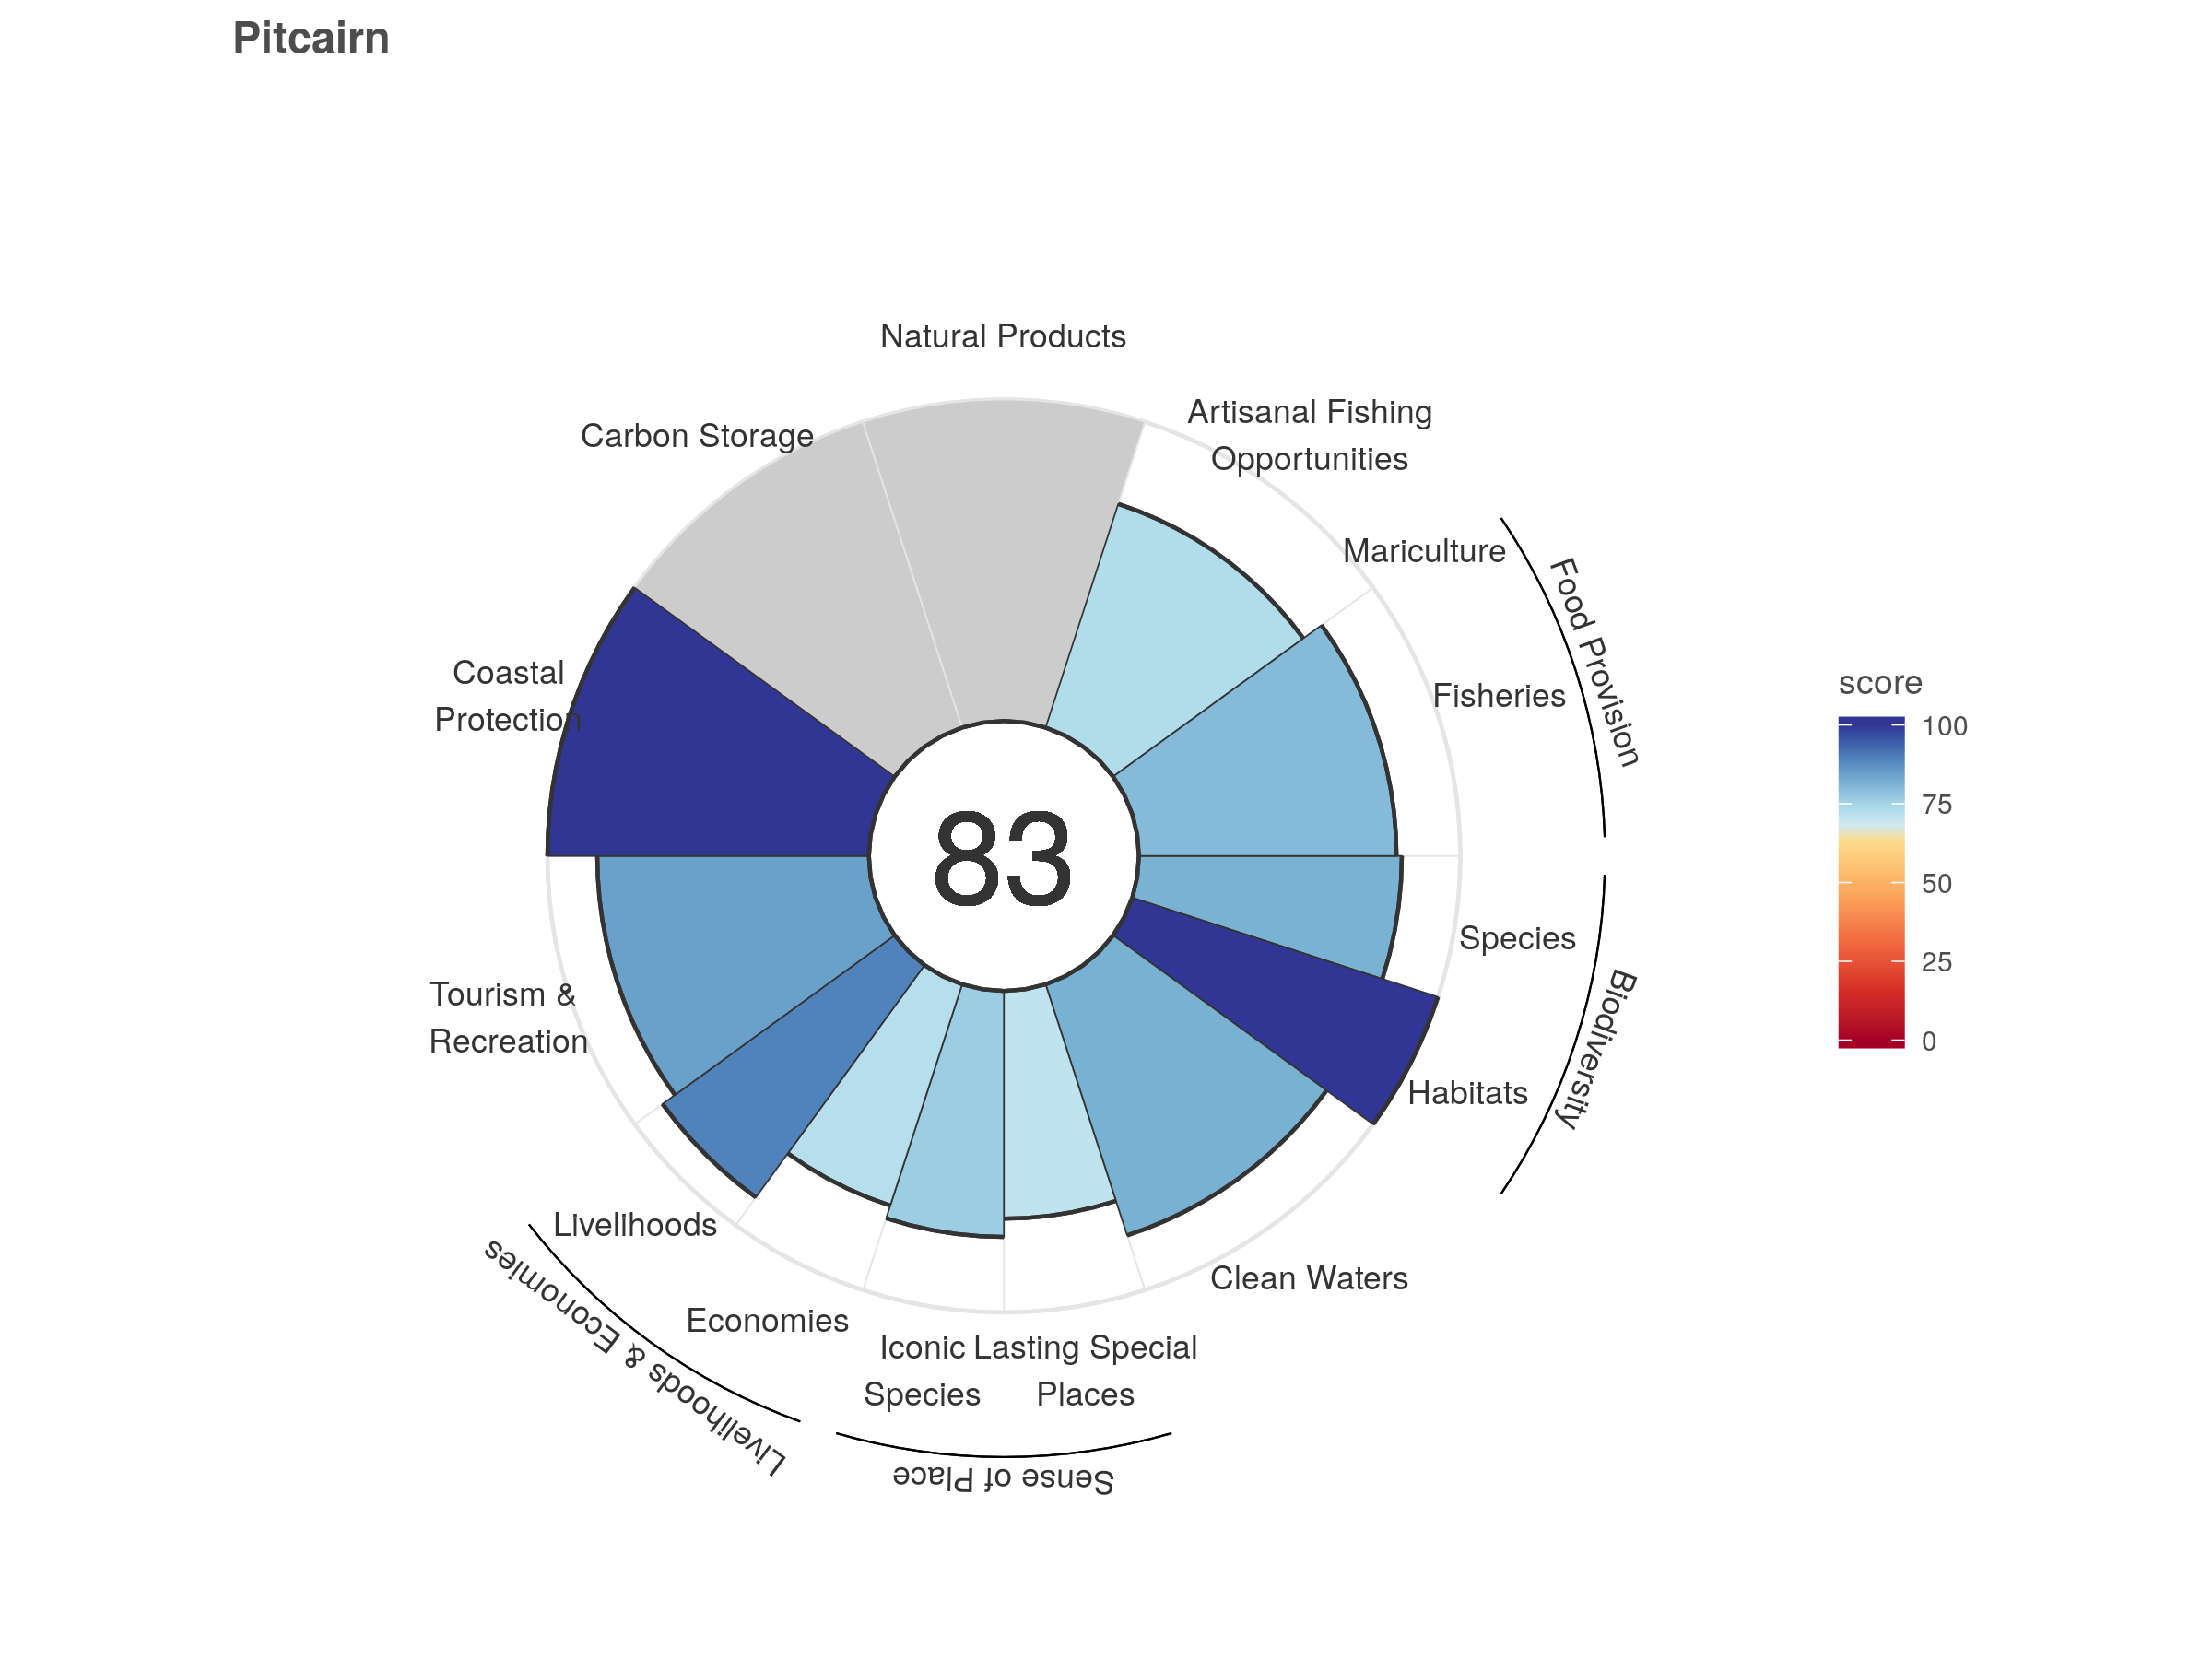 Pitcairn
Natural Products
Artisanal Fishing
Opportunities
Carbon Storage
Mariculture
Food Provision
Fisheries
Coastal
Protection
score
100
75
50
25
0
83
Species
Biodiversity
Tourism &
Recreation
Habitats
Livelihoods
Clean Waters
Livelihoods & Economies
Economies
Iconic
Species
Lasting Special
Places
Sense of Place